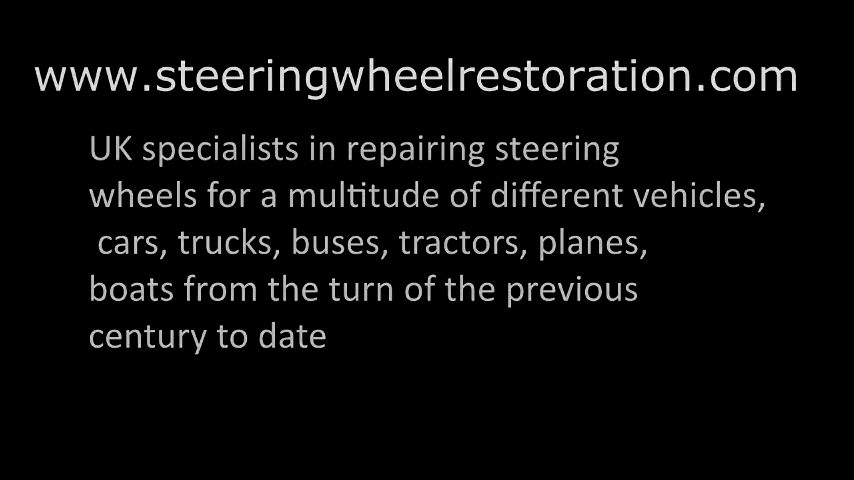 www.steeringwheelrestoration.com
UK specialists in repairing steering
wheels for a multitude of different vehicles,
cars, trucks, buses, tractors, planes,
boats from the turn of the previous
century to date